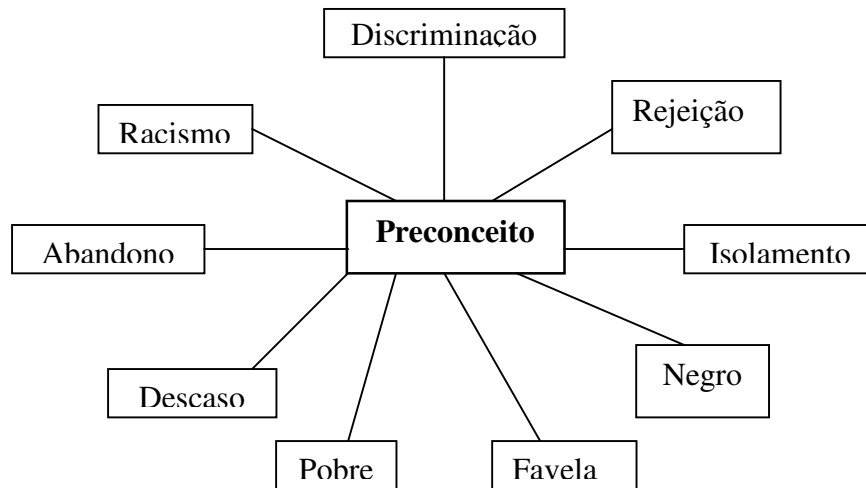 Discriminação
Racismo
Rejeição
Preconceito
Abandono
Isolamento
Negro
Descaso
Pobre
Favela